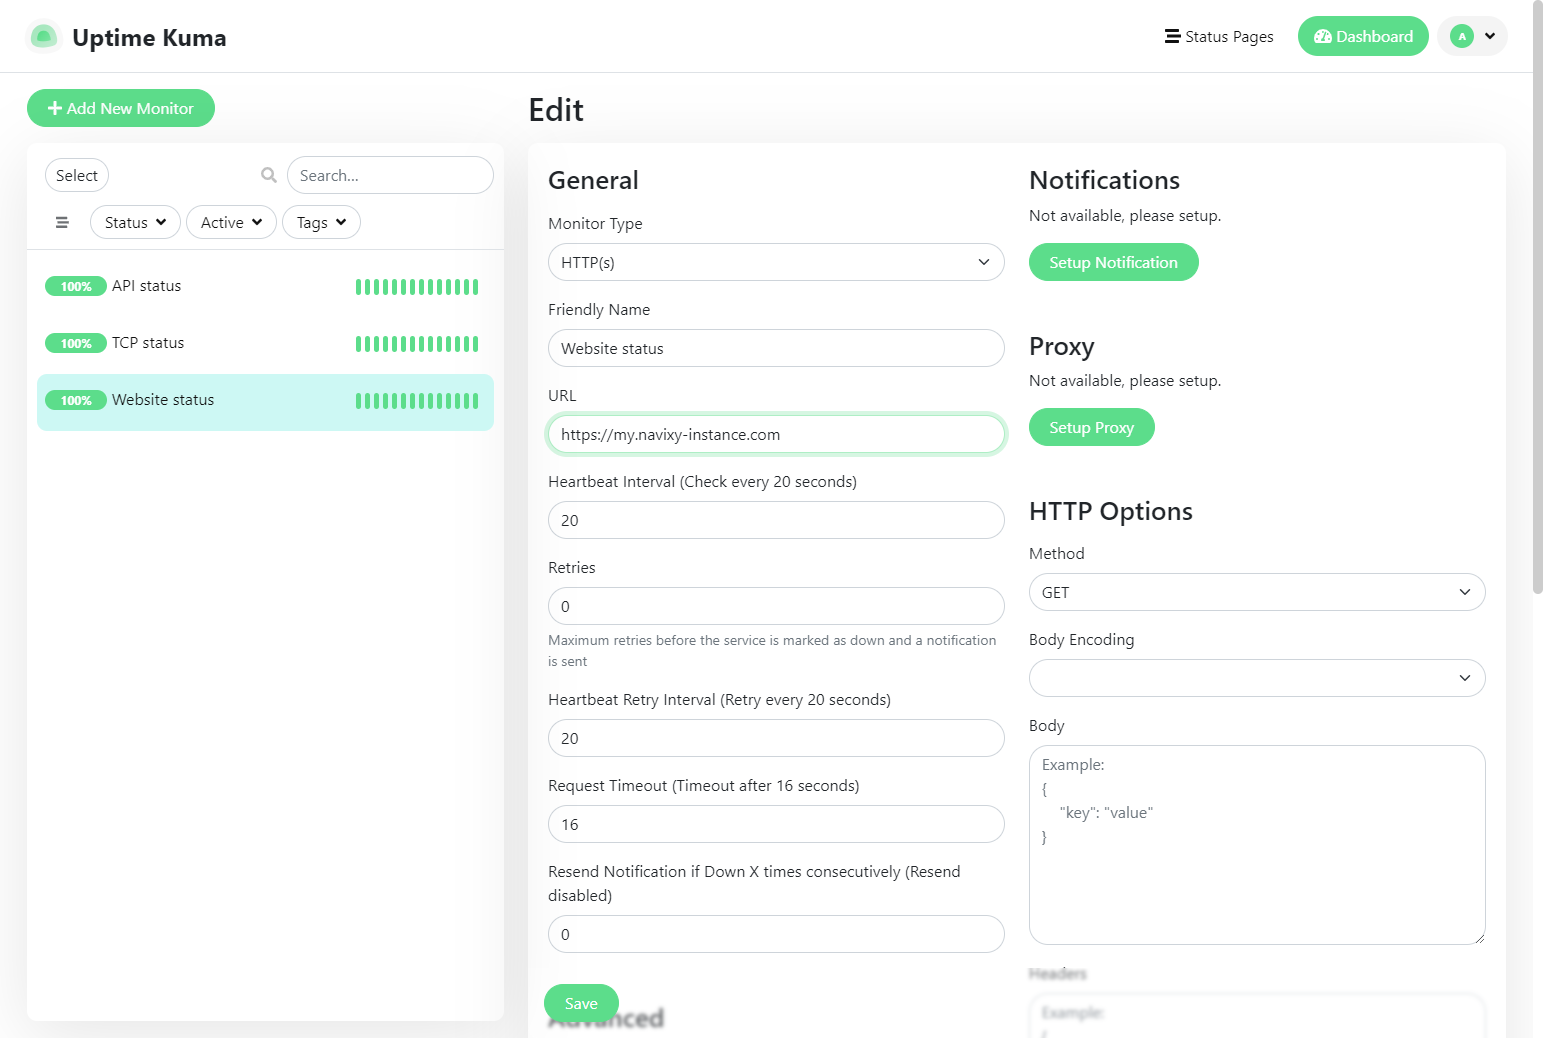 Uptime Kuma
Status Pages
Dashboard
A
Add New Monitor
Select
Search...
Status
Active
Tags
100% API status
100% TCP status
100% Website status
Edit
General
Monitor Type
HTTP(s)
Friendly Name
Website status
URL
https://my.navixy-instance.com
Heartbeat Interval (Check every 20 seconds)
20
Retries
0
Maximum retries before the service is marked as down and a notification
is sent
Heartbeat Retry Interval (Retry every 20 seconds)
20
Request Timeout (Timeout after 16 seconds)
16
Resend Notification if Down X times consecutively (Resend
disabled)
0
Save
Advanced
Notifications
Not available, please setup.
Setup Notification
Proxy
Not available, please setup.
Setup Proxy
HTTP Options
Method
GET
Body Encoding
Body
Example:
{
"key": "value"
}
Headers
Example:
{